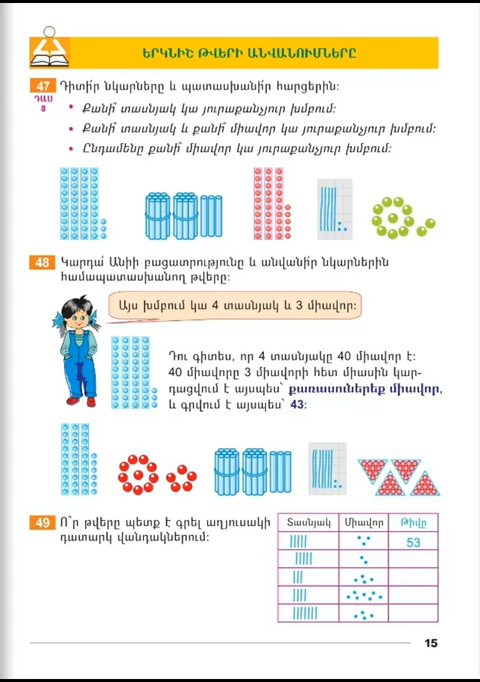 ԵՐԿՆԻՇ ԹՎԵՐԻ ԱՆՎԱՆՈՒՄՆԵՐԸ
47 Դիտի՛ր նկարները և պատասխանի՛ր հարցերին։
ԴԱՍ
8
• Քանի՞ տասնյակ կա յուրաքանչյուր խմբում։
• Քանի՞ տասնյակ և քանի՞ միավոր կա յուրաքանչյուր խմբում։
• Ընդամենը քանի՞ միավոր կա յուրաքանչյուր խմբում։
48 Կարդա՛ Անիի բացատրությունը և անվանի՛ր նկարներին
համապատասխանող թվերը։
Այս խմբում կա 4 տասնյակ և 3 միավոր։
Դու գիտես, որ 4 տասնյակը 40 միավոր է։
40 միավորը 3 միավորի հետ միասին կար-
դացվում է այսպես՝ քառասուներեք միավոր,
և գրվում է այսպես՝ 43։
49 Ո՞ր թվերը պետք է գրել աղյուսակի
դատարկ վանդակներում։
Տասնյակ Միավոր Թիվը
53
15